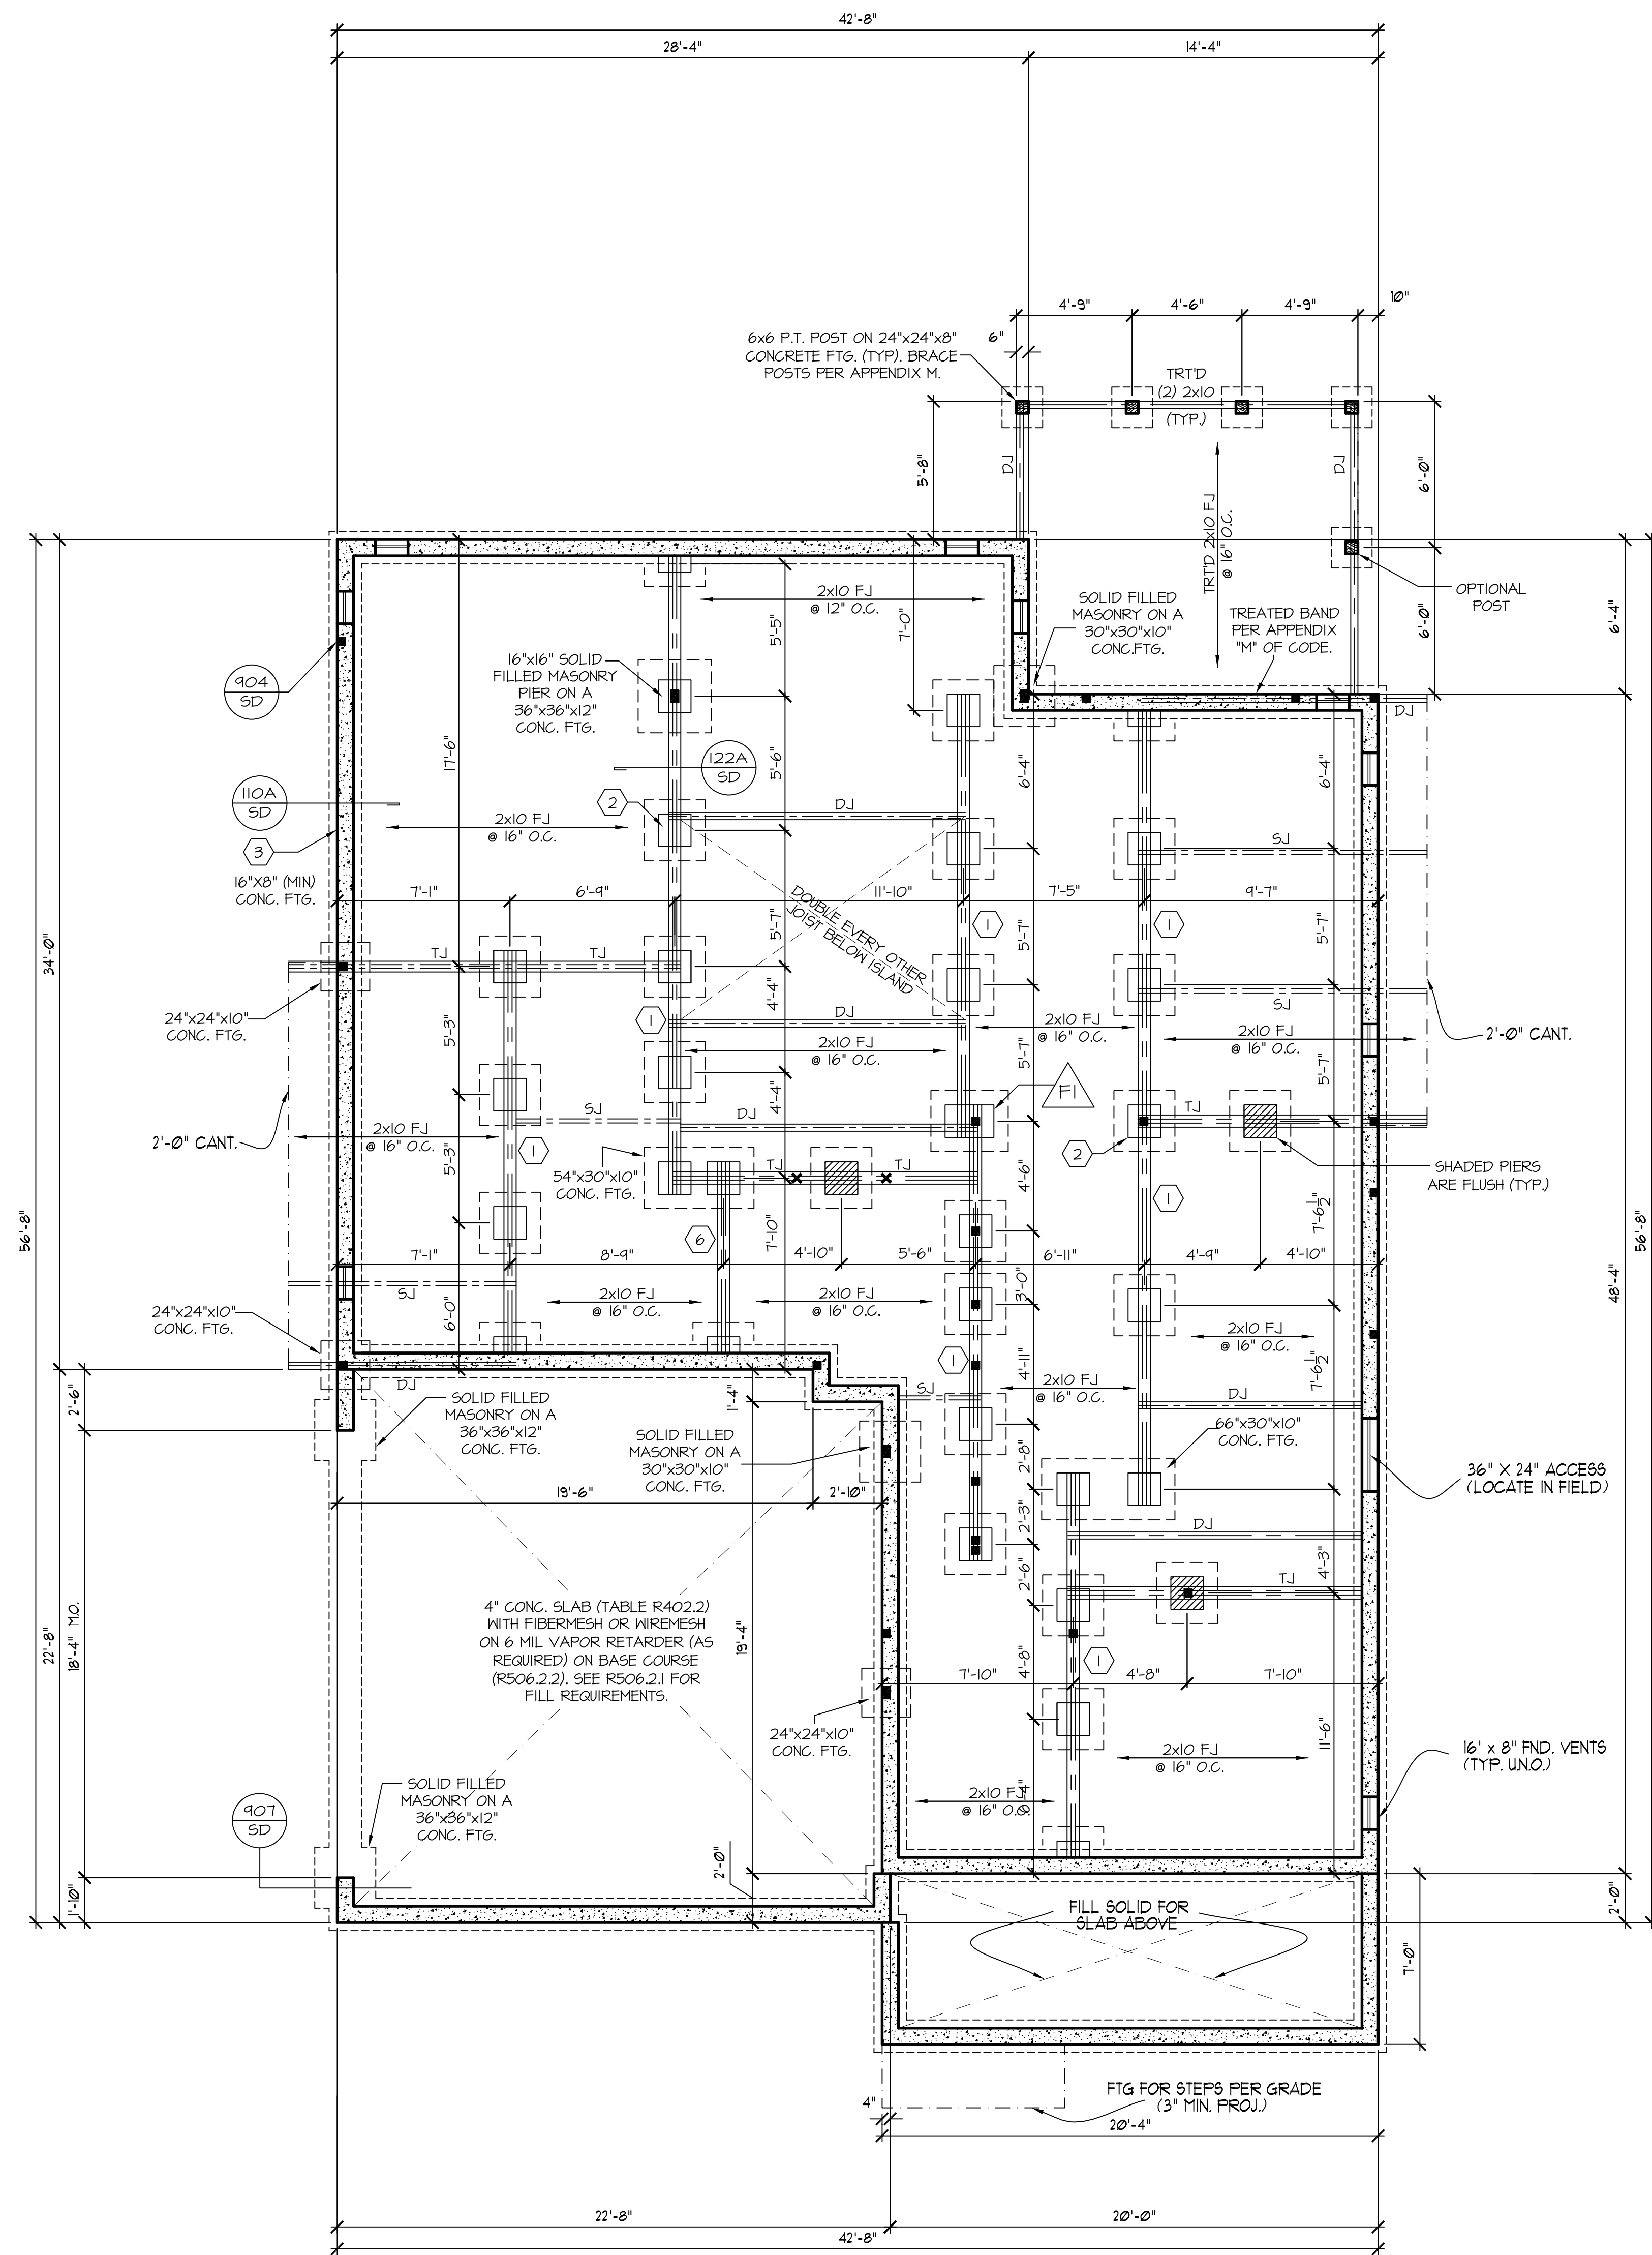 42'-8"
28'-4"
14'-4"
4'-9"
4'-6"
4'-9"
10"
6"
6x6 P.T. POST ON 24"x24"x8"
CONCRETE FTG. (TYP). BRACE
POSTS PER APPENDIX M.
TRT'D
(2) 2x10
(TYP.)
5'-8"
DJ
DJ
6'-0"
TRT'D 2x10 FJ
@ 16" O.C.
OPTIONAL
POST
6'-0"
6'-4"
2x10 FJ
@ 12" O.C.
5'-5"
7'-0"
SOLID FILLED
MASONRY ON A
30"x30"x10"
CONC.FTG.
TREATED BAND
PER APPENDIX
"M" OF CODE.
904
SD
16"x16" SOLID
FILLED MASONRY
PIER ON A
36"x36"x12"
CONC. FTG.
DJ
17'-6"
122A
SD
5'-6"
6'-4"
6'-4"
110A
SD
2
DJ
3
2x10 FJ
@ 16" O.C.
SJ
16"X8" (MIN)
CONC. FTG.
7'-1"
6'-9"
11'-10"
7'-5"
9'-7"
DOUBLE EVERY OTHER
JOIST BELOW ISLAND
5'-7"
1
5'-7"
1
5'-7"
34'-0"
TJ
TJ
4'-4"
SJ
24"x24"x10"
CONC. FTG.
5'-3"
1
DJ
2x10 FJ
@ 16" O.C.
2x10 FJ
@ 16" O.C.
2x10 FJ
@ 16" O.C.
2'-0" CANT.
5'-7"
5'-7"
F1
4'-4"
SJ
DJ
TJ
2'-0" CANT.
2x10 FJ
@ 16" O.C.
5'-3"
1
2
54"x30"x10"
CONC. FTG.
TJ
TJ
4'-6"
SHADED PIERS
ARE FLUSH (TYP.)
1
7'-6½"
56'-8"
56'-8"
6
7'-10"
7'-1"
8'-9"
4'-10"
5'-6"
6'-11"
4'-9"
4'-10"
48'-4"
SJ
2x10 FJ
@ 16" O.C.
2x10 FJ
@ 16" O.C.
3'-0"
24"x24"x10"
CONC. FTG.
6'-0"
2x10 FJ
@ 16" O.C.
1
4'-11"
7'-6½"
DJ
2'-6"
1'-4"
SJ
2x10 FJ
@ 16" O.C.
DJ
SOLID FILLED
MASONRY ON A
36"x36"x12"
CONC. FTG.
SOLID FILLED
MASONRY ON A
30"x30"x10"
CONC. FTG.
66"x30"x10"
CONC. FTG.
2'-8"
36" X 24" ACCESS
(LOCATE IN FIELD)
19'-6"
2'-10"
2'-3"
DJ
2'-6"
4'-3"
TJ
22'-8"
18'-4" M.O.
4" CONC. SLAB (TABLE R402.2)
WITH FIBERMESH OR WIREMESH
ON 6 MIL VAPOR RETARDER (AS
REQUIRED) ON BASE COURSE
(R506.2.2). SEE R506.2.1 FOR
FILL REQUIREMENTS.
19'-4"
4'-8"
1
7'-10"
4'-8"
7'-10"
24"x24"x10"
CONC. FTG.
11'-6"
2x10 FJ
@ 16" O.C.
16' x 8" FND. VENTS
(TYP. U.N.O.)
SOLID FILLED
MASONRY ON A
36"x36"x12"
CONC. FTG.
2x10 FJ
@ 16" O.C.
907
SD
2'-0"
1'-10"
FILL SOLID FOR
SLAB ABOVE
2'-0"
7'-0"
FTG FOR STEPS PER GRADE
(3" MIN. PROJ.)
4"
20'-4"
22'-8"
20'-0"
42'-8"